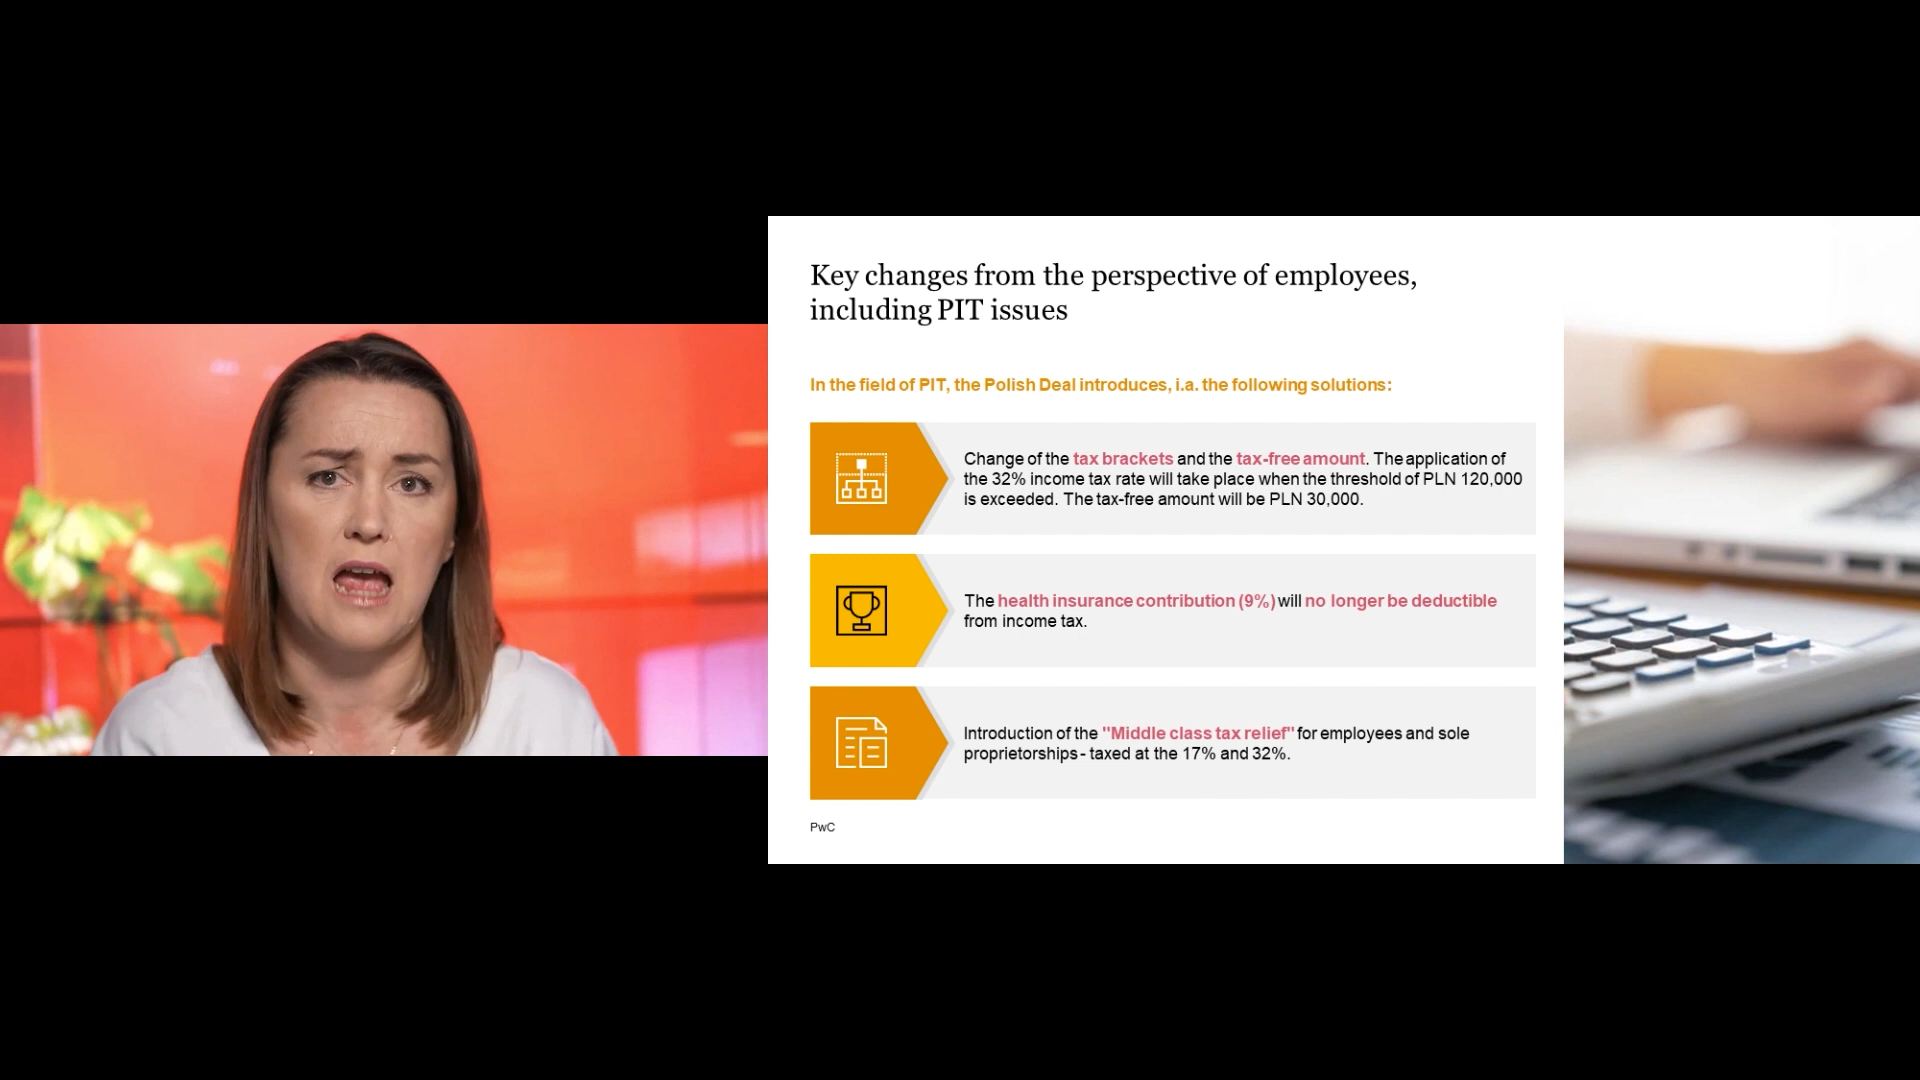 Key changes from the perspective of employees,
including PIT issues
In the field of PIT, the Polish Deal introduces, i.a. the following solutions:
Change of the tax brackets and the tax-free amount. The application of
the 32% income tax rate will take place when the threshold of PLN 120,000
is exceeded. The tax-free amount will be PLN 30,000.
The health insurance contribution (9%) will no longer be deductible
from income tax.
Introduction of the "Middle class tax relief" for employees and sole
proprietorships - taxed at the 17% and 32%.
PwC